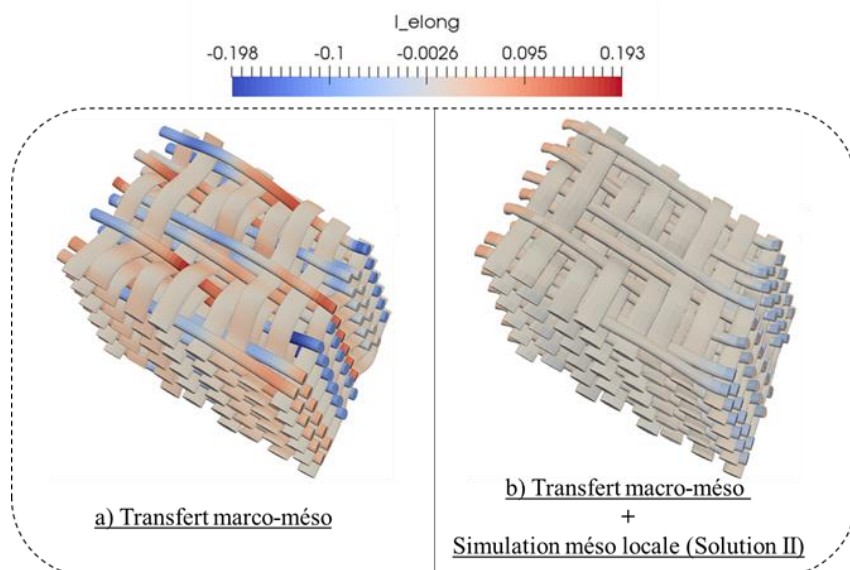 I_elong
-0.198 -0.1 -0.0026 0.095 0.193
a) Transfert marco-méso
b) Transfert macro-méso
+
Simulation méso locale (Solution II)